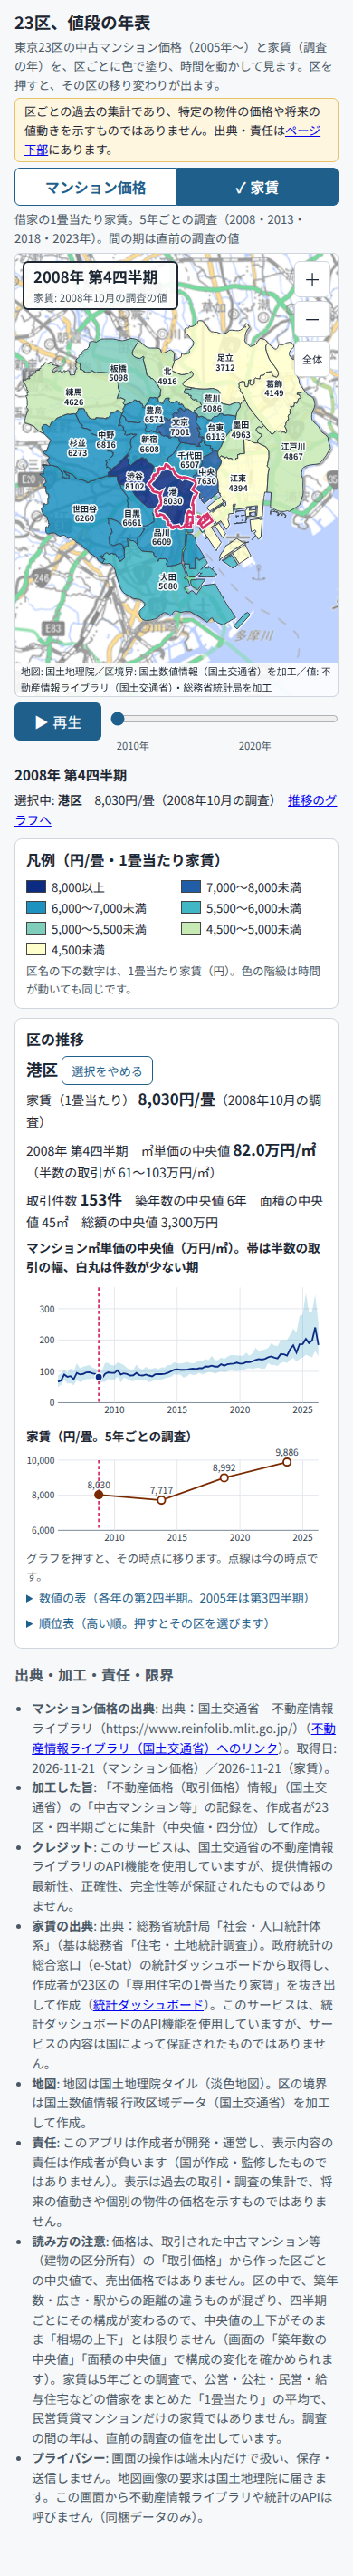 23区、値段の年表
東京23区の中古マンション価格（2005年〜）と家賃（調査
の年）を、区ごとに色で塗り、時間を動かして見ます。区を
押すと、その区の移り変わりが出ます。
区ごとの過去の集計であり、特定の物件の価格や将来の
値動きを示すものではありません。出典・責任はページ
下部にあります。
マンション価格
✓ 家賃
借家の1畳当たり家賃。5年ごとの調査（2008・2013・
2018・2023年）。間の期は直前の調査の値
2008年 第4四半期
家賃: 2008年10月の調査の値
＋
−
全体
足立
3712
板橋
5098
北
4916
葛飾
4149
練馬
4626
荒川
5086
豊島
6571
文京
7001
台東
6113
墨田
4963
中野
6816
杉並
6273
新宿
6608
江戸川
4867
千代田
6507
中央
7630
渋谷
8102
江東
4394
港
8030
世田谷
6260
目黒
6661
品川
6609
大田
5680
E20
246
E83
多摩川
地図: 国土地理院／区境界: 国土数値情報（国土交通省）を加工／値: 不
動産情報ライブラリ（国土交通省）・総務省統計局を加工
▶ 再生
2010年
2020年
2008年 第4四半期
選択中: 港区　8,030円/畳（2008年10月の調査）　推移のグ
ラフへ
凡例（円/畳・1畳当たり家賃）
8,000以上
7,000〜8,000未満
6,000〜7,000未満
5,500〜6,000未満
5,000〜5,500未満
4,500〜5,000未満
4,500未満
区名の下の数字は、1畳当たり家賃（円）。色の階級は時間
が動いても同じです。
区の推移
港区 選択をやめる
家賃（1畳当たり） 8,030円/畳（2008年10月の調
査）
2008年 第4四半期　㎡単価の中央値 82.0万円/㎡
（半数の取引が 61〜103万円/㎡）
取引件数 153件　築年数の中央値 6年　面積の中央
値 45㎡　総額の中央値 3,300万円
マンション㎡単価の中央値（万円/㎡）。帯は半数の取
引の幅、白丸は件数が少ない期
300
200
100
0
2010
2015
2020
2025
家賃（円/畳。5年ごとの調査）
10,000
8,000
6,000
8,030
7,717
8,992
9,886
2010
2015
2020
2025
グラフを押すと、その時点に移ります。点線は今の時点で
す。
▶ 数値の表（各年の第2四半期。2005年は第3四半期）
▶ 順位表（高い順。押すとその区を選びます）
出典・加工・責任・限界
• マンション価格の出典: 出典：国土交通省　不動産情報
ライブラリ（https://www.reinfolib.mlit.go.jp/）（不動
産情報ライブラリ（国土交通省）へのリンク）。取得日:
2026-11-21（マンション価格）／2026-11-21（家賃）。
• 加工した旨: 「不動産価格（取引価格）情報」（国土交
通省）の「中古マンション等」の記録を、作成者が23
区・四半期ごとに集計（中央値・四分位）して作成。
• クレジット: このサービスは、国土交通省の不動産情報
ライブラリのAPI機能を使用していますが、提供情報の
最新性、正確性、完全性等が保証されたものではあり
ません。
• 家賃の出典: 出典：総務省統計局「社会・人口統計体
系」（基は総務省「住宅・土地統計調査」）。政府統計の
総合窓口（e-Stat）の統計ダッシュボードから取得し、
作成者が23区の「専用住宅の1畳当たり家賃」を抜き出
して作成（統計ダッシュボード）。このサービスは、統
計ダッシュボードのAPI機能を使用していますが、サー
ビスの内容は国によって保証されたものではありませ
ん。
• 地図: 地図は国土地理院タイル（淡色地図）。区の境界
は国土数値情報 行政区域データ（国土交通省）を加工
して作成。
• 責任: このアプリは作成者が開発・運営し、表示内容の
責任は作成者が負います（国が作成・監修したもので
はありません）。表示は過去の取引・調査の集計で、将
来の値動きや個別の物件の価格を示すものではありま
せん。
• 読み方の注意: 価格は、取引された中古マンション等
（建物の区分所有）の「取引価格」から作った区ごと
の中央値で、売出価格ではありません。区の中で、築年
数・広さ・駅からの距離の違うものが混ざり、四半期
ごとにその構成が変わるので、中央値の上下がそのま
ま「相場の上下」とは限りません（画面の「築年数の
中央値」「面積の中央値」で構成の変化を確かめられま
す）。家賃は5年ごとの調査で、公営・公社・民営・給
与住宅などの借家をまとめた「1畳当たり」の平均で、
民営賃貸マンションだけの家賃ではありません。調査
の間の年は、直前の調査の値を出しています。
• プライバシー: 画面の操作は端末内だけで扱い、保存・
送信しません。地図画像の要求は国土地理院に届きま
す。この画面から不動産情報ライブラリや統計のAPIは
呼びません（同梱データのみ）。